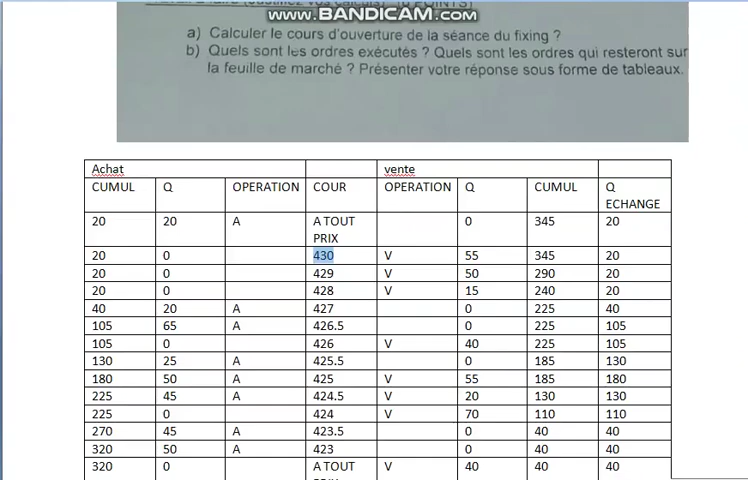 www.BANDICAM.com
a) Calculer le cours d'ouverture de la séance du fixing ?
b) Quels sont les ordres exécutés ? Quels sont les ordres qui resteront sur
la feuille de marché ? Présenter votre réponse sous forme de tableaux.
Achat vente
CUMUL Q OPERATION COUR OPERATION Q CUMUL Q
ECHANGE
20 20 A A TOUT 0 345 20
PRIX
20 0 430 V 55 345 20
20 0 429 V 50 290 20
20 0 428 V 15 240 20
40 20 A 427 0 225 40
105 65 A 426.5 0 225 105
105 0 426 V 40 225 105
130 25 A 425.5 0 185 130
180 50 A 425 V 55 185 180
225 45 A 424.5 V 20 130 130
225 0 424 V 70 110 110
270 45 A 423.5 0 40 40
320 50 A 423 0 40 40
320 0 A TOUT V 40 40 40